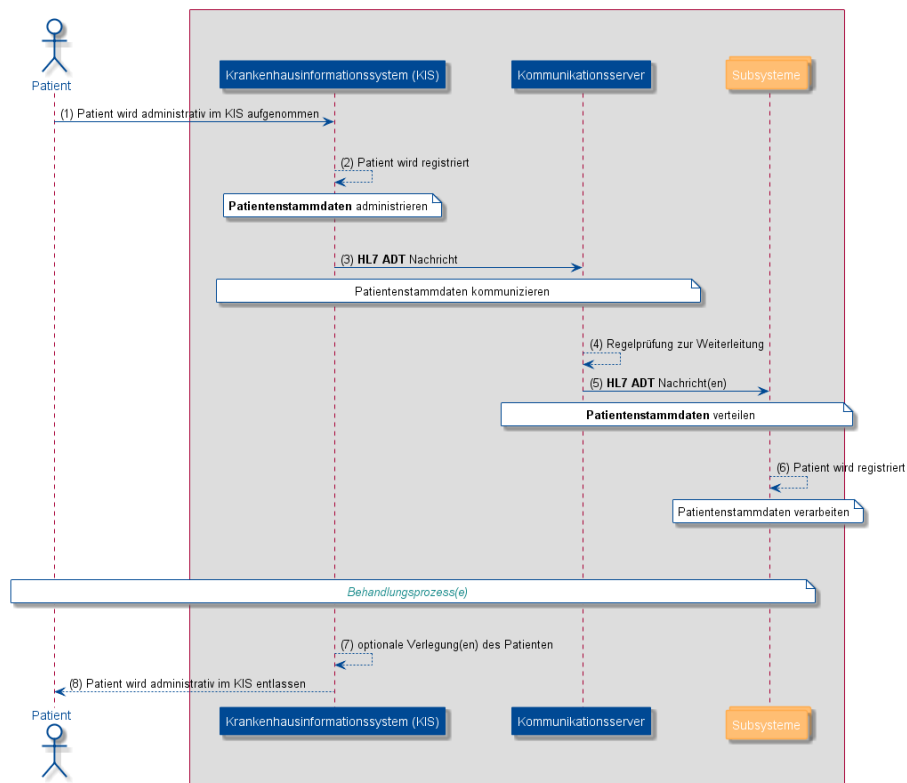 Patient
Krankenhausinformationssystem (KIS)
Kommunikationsserver
Subsysteme
(1) Patient wird administrativ im KIS aufgenommen
(2) Patient wird registriert
Patientenstammdaten administrieren
(3) HL7 ADT Nachricht
Patientenstammdaten kommunizieren
(4) Regelprüfung zur Weiterleitung
(5) HL7 ADT Nachricht(en)
Patientenstammdaten verteilen
(6) Patient wird registriert
Patientenstammdaten verarbeiten
Behandlungsprozess(e)
(7) optionale Verlegung(en) des Patienten
(8) Patient wird administrativ im KIS entlassen
Patient
Krankenhausinformationssystem (KIS)
Kommunikationsserver
Subsysteme